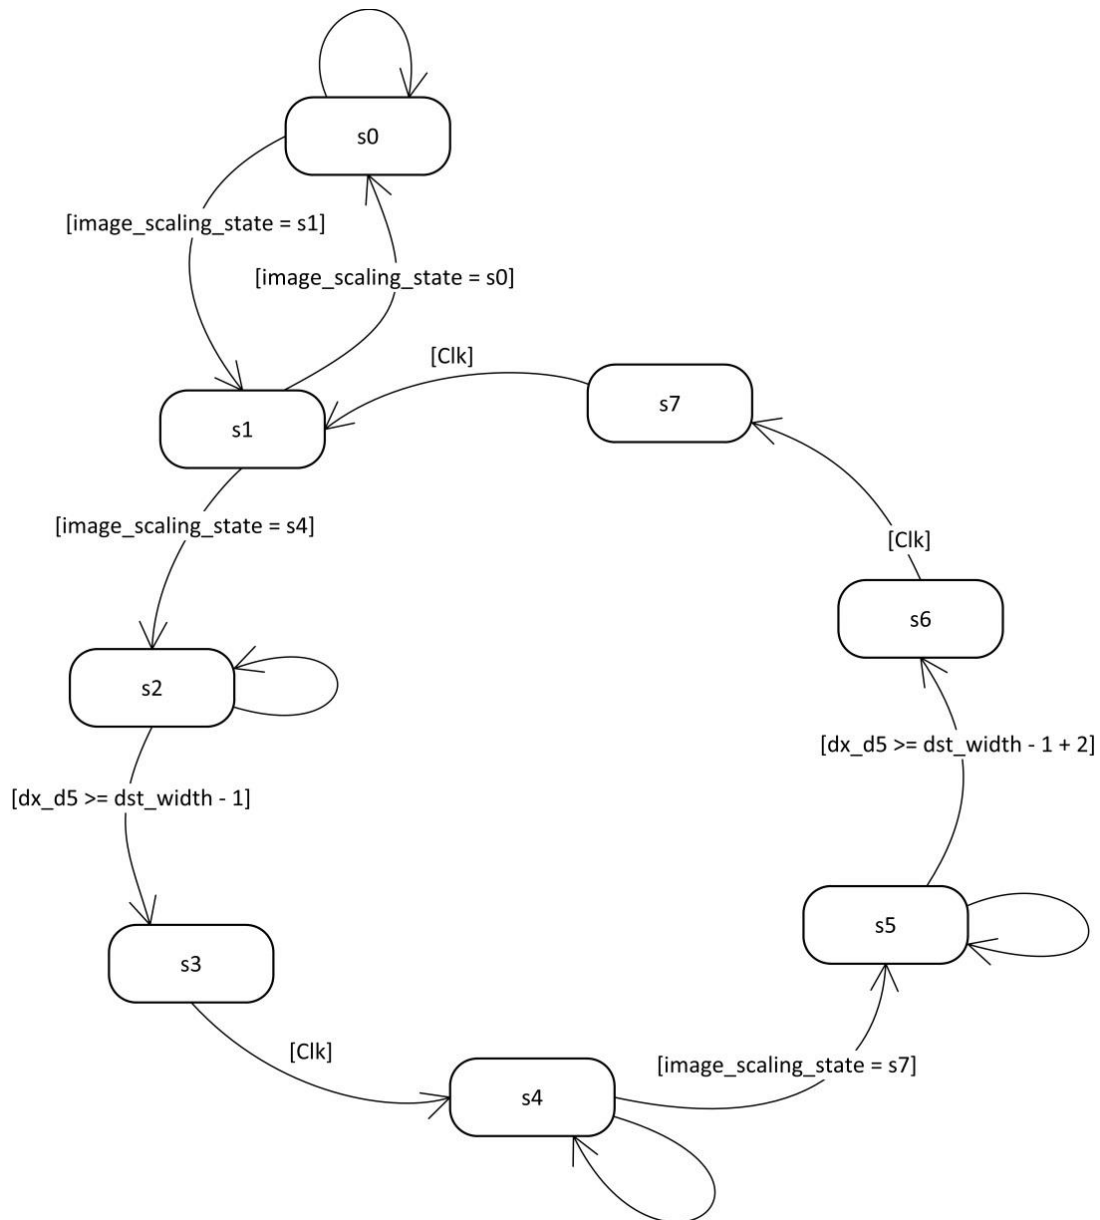 s0
[image_scaling_state = s1]
[image_scaling_state = s0]
[Clk]
s7
s1
[image_scaling_state = s4]
[Clk]
s6
s2
[dx_d5 >= dst_width - 1 + 2]
[dx_d5 >= dst_width - 1]
s5
s3
[Clk]
[image_scaling_state = s7]
s4